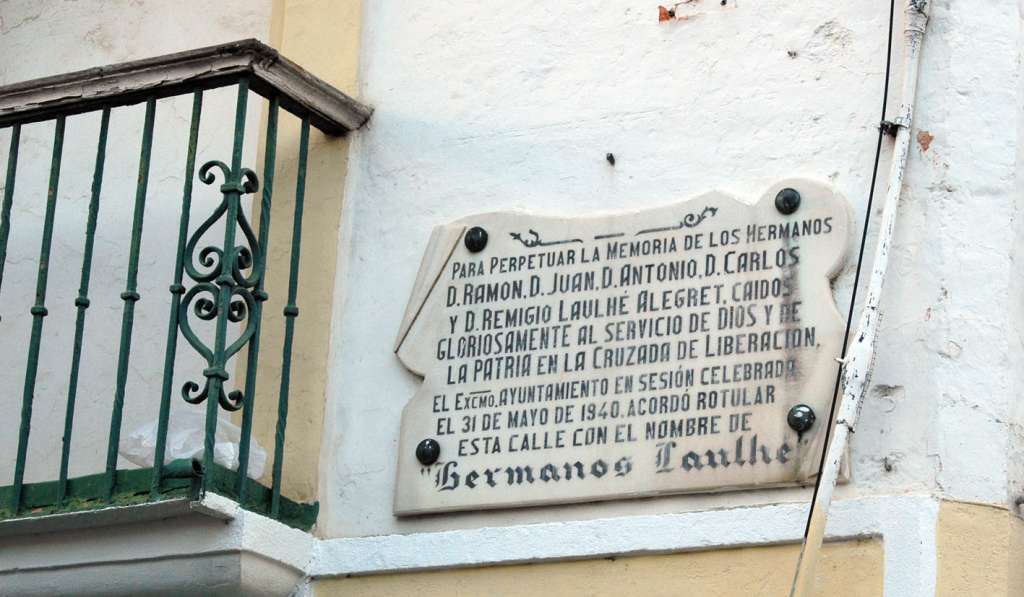 PARA PERPETUAR LA MEMORIA DE LOS HERMANOS
D. RAMON, D. JUAN, D. ANTONIO, D. CARLOS
Y D. REMIGIO LAULHÉ ALEGRET, CAIDOS
GLORIOSAMENTE AL SERVICIO DE DIOS Y DE
LA PATRIA EN LA CRUZADA DE LIBERACIÓN,
EL EXCMO. AYUNTAMIENTO EN SESIÓN CELEBRADA
EL 31 DE MAYO DE 1940, ACORDÓ ROTULAR
ESTA CALLE CON EL NOMBRE DE
Hermanos Laulhe